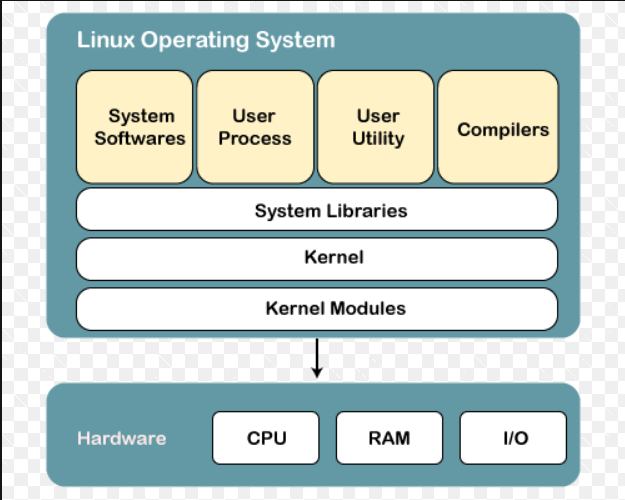 Linux Operating System
System
Softwares
User
Process
User
Utility
Compilers
System Libraries
Kernel
Kernel Modules
Hardware
CPU
RAM
I/O